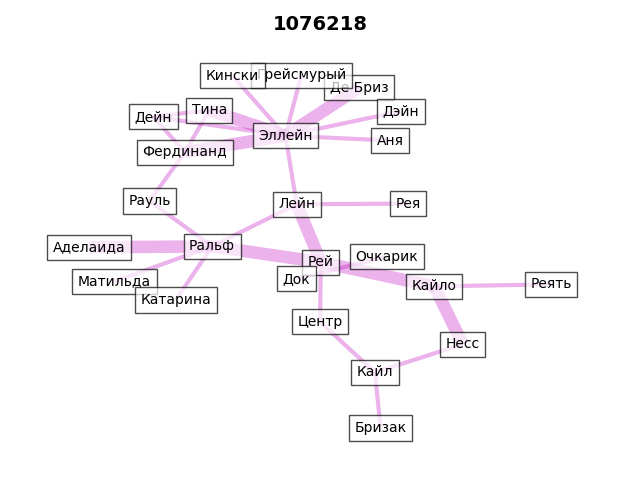 1076218
Кински
Грейсмурый
Де Бриз
Тина
Дейн
Дэйн
Эллейн
Аня
Фердинанд
Рауль
Лейн
Рея
Аделаида
Ральф
Рей
Очкарик
Матильда
Док
Кайло
Реять
Катарина
Центр
Несс
Кайл
Бризак